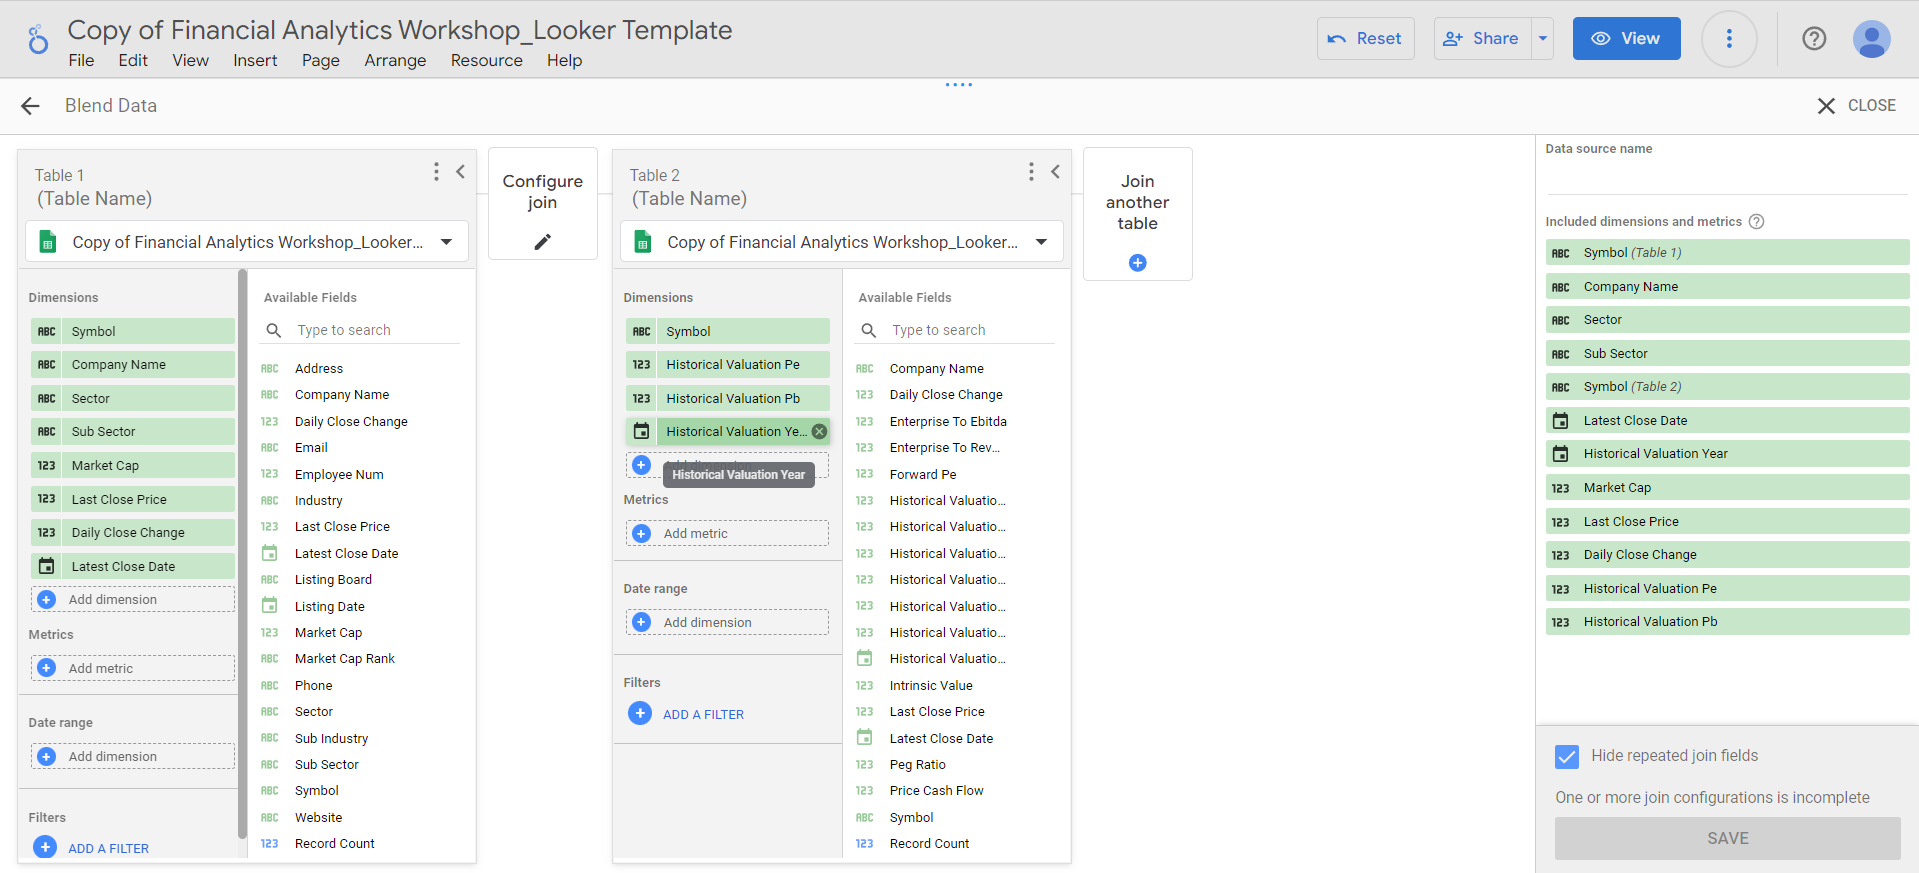 Copy of Financial Analytics Workshop_Looker Template
File Edit View Insert Page Arrange Resource Help
Reset
Share
View
Blend Data
CLOSE
Table 1
(Table Name)
Copy of Financial Analytics Workshop_Looker...
Dimensions
ABC Symbol
ABC Company Name
ABC Sector
ABC Sub Sector
123 Market Cap
123 Last Close Price
123 Daily Close Change
Latest Close Date
Add dimension
Metrics
Add metric
Date range
Add dimension
Filters
ADD A FILTER
Available Fields
Type to search
ABC Address
ABC Company Name
123 Daily Close Change
ABC Email
123 Employee Num
ABC Industry
123 Last Close Price
Latest Close Date
ABC Listing Board
Listing Date
123 Market Cap
ABC Market Cap Rank
ABC Phone
ABC Sector
ABC Sub Industry
ABC Sub Sector
ABC Symbol
ABC Website
123 Record Count
Configure
join
Table 2
(Table Name)
Copy of Financial Analytics Workshop_Looker...
Dimensions
ABC Symbol
123 Historical Valuation Pe
123 Historical Valuation Pb
Historical Valuation Ye...
Historical Valuation Year
Metrics
Add metric
Date range
Add dimension
Filters
ADD A FILTER
Available Fields
Type to search
ABC Company Name
123 Daily Close Change
123 Enterprise To Ebitda
123 Enterprise To Rev...
123 Forward Pe
123 Historical Valuatio...
123 Historical Valuatio...
123 Historical Valuatio...
123 Historical Valuatio...
123 Historical Valuatio...
123 Historical Valuatio...
Historical Valuatio...
123 Intrinsic Value
123 Last Close Price
Latest Close Date
123 Peg Ratio
123 Price Cash Flow
ABC Symbol
123 Record Count
Join
another
table
Data source name
Included dimensions and metrics
ABC Symbol (Table 1)
ABC Company Name
ABC Sector
ABC Sub Sector
ABC Symbol (Table 2)
Latest Close Date
Historical Valuation Year
123 Market Cap
123 Last Close Price
123 Daily Close Change
123 Historical Valuation Pe
123 Historical Valuation Pb
Hide repeated join fields
One or more join configurations is incomplete
SAVE